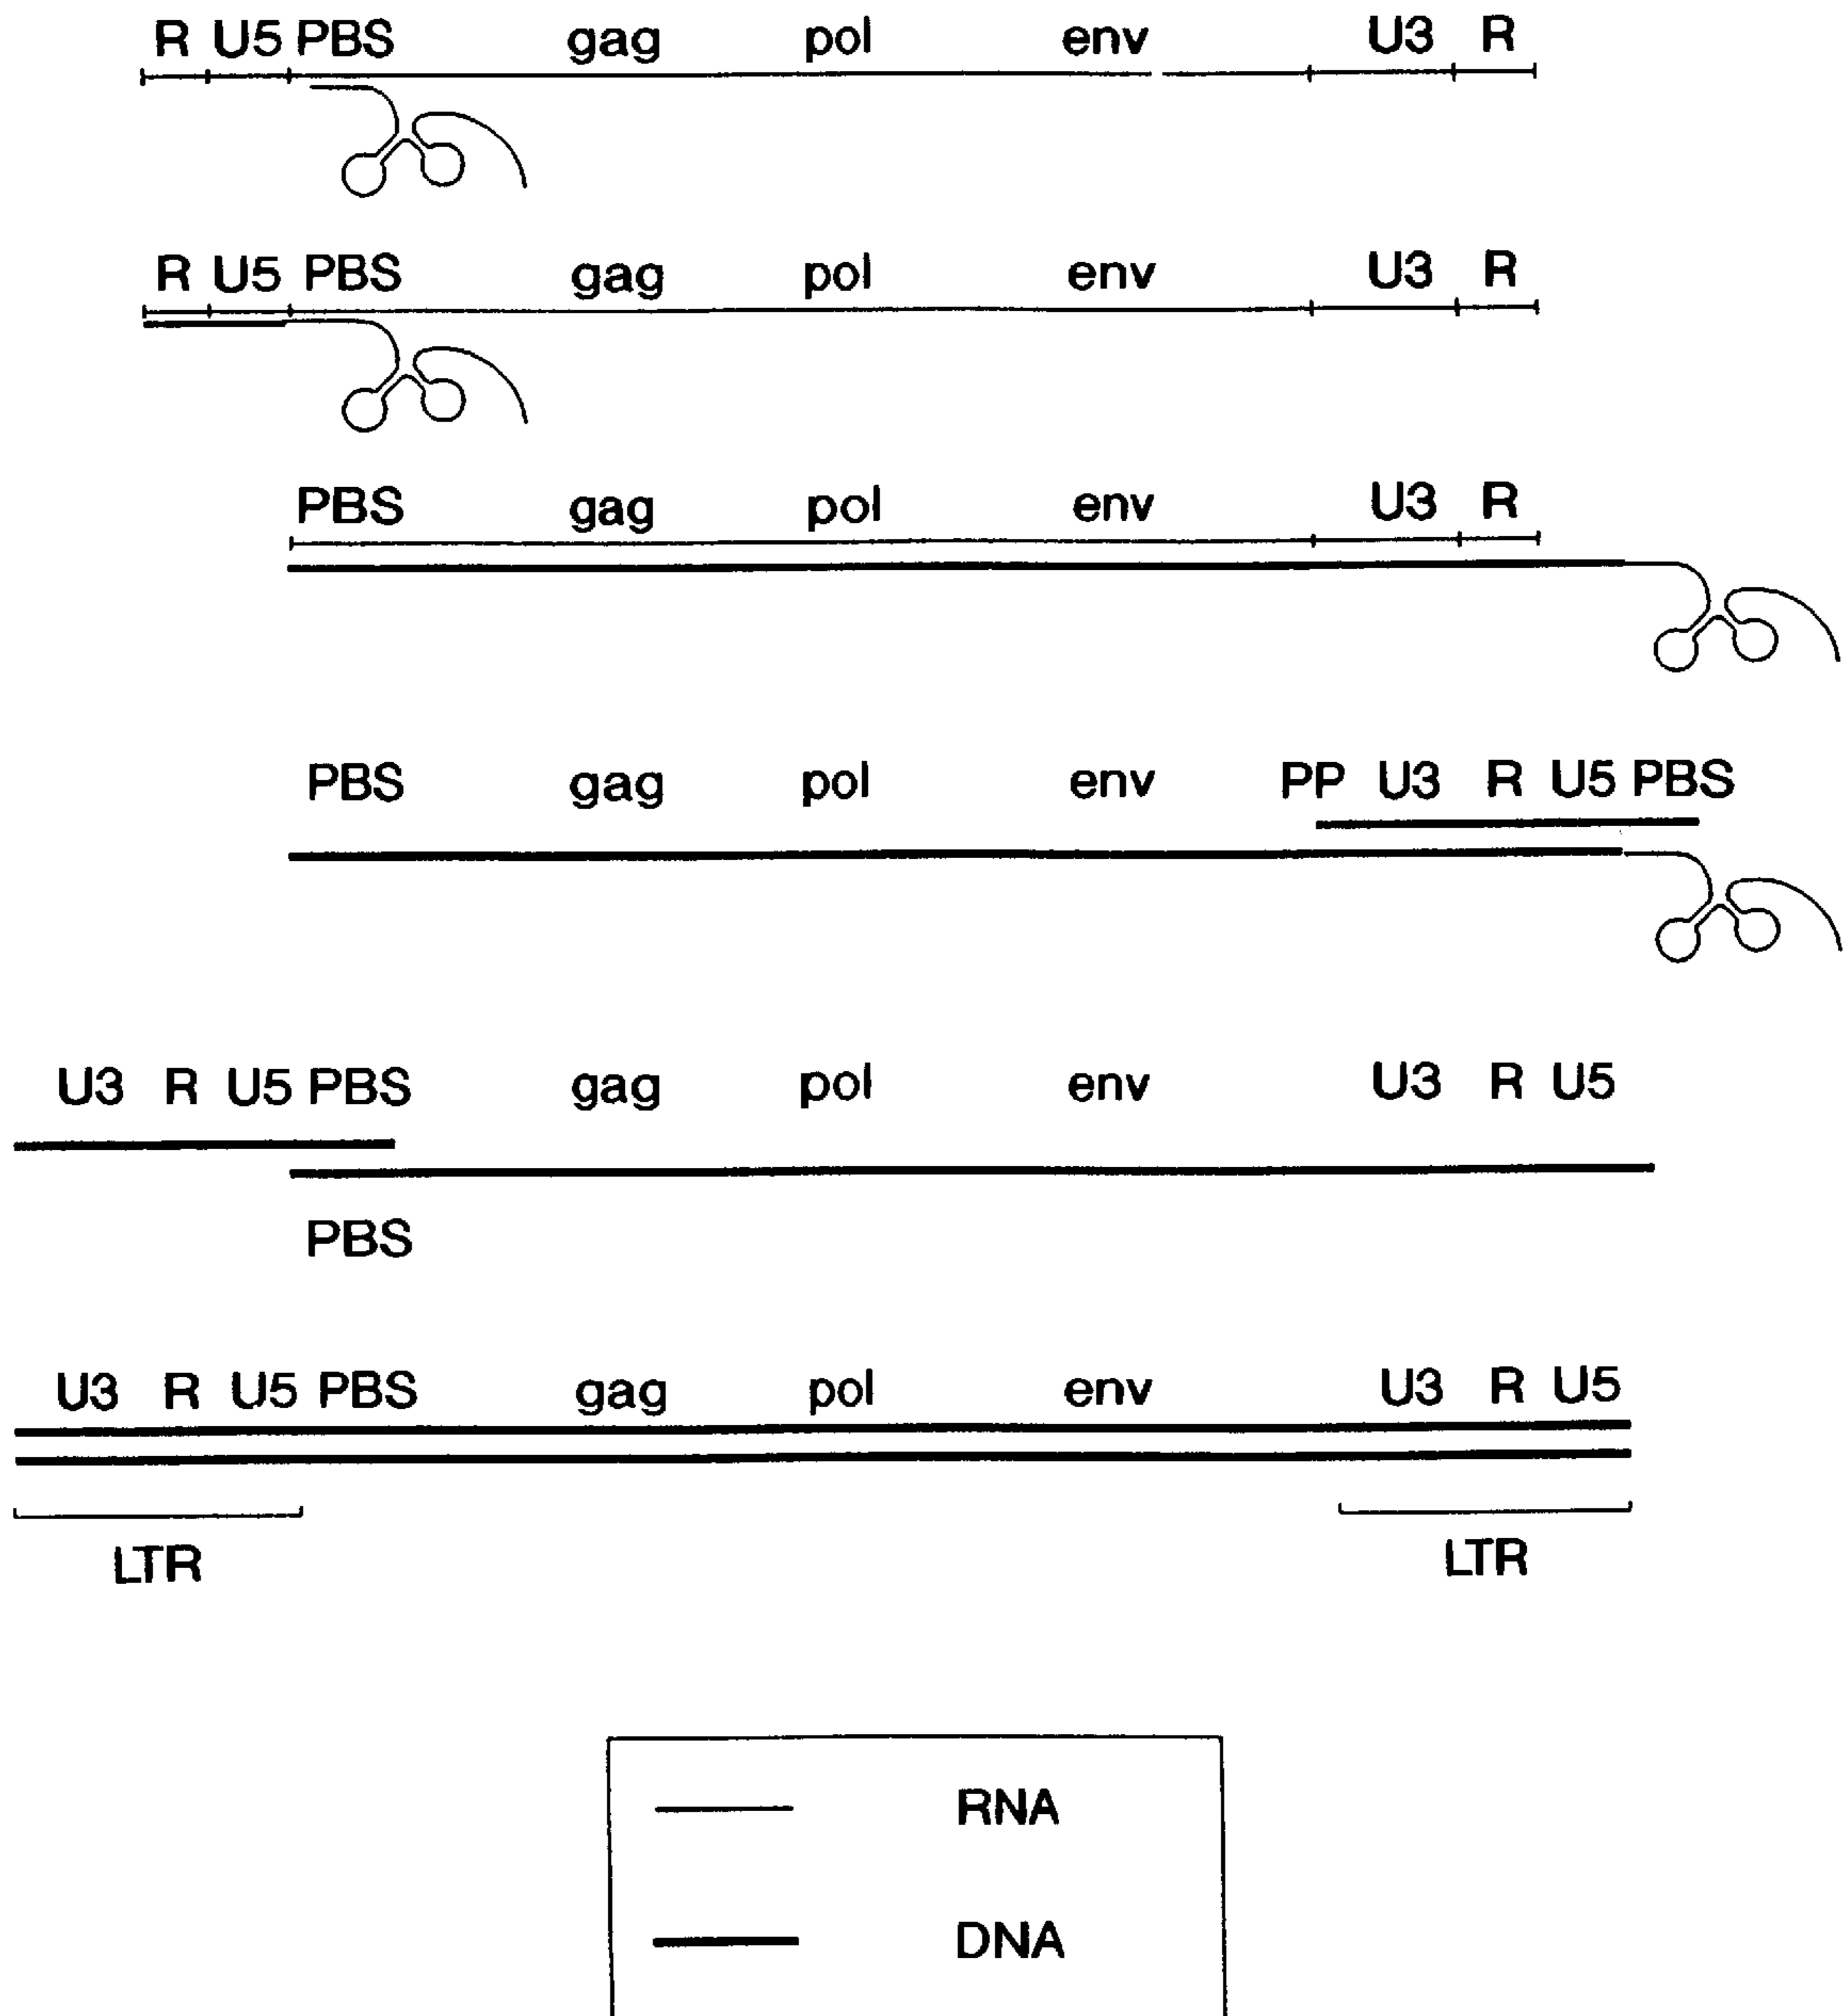 R U5 PBS gag pol env U3 R
R U5 PBS gag pol env U3 R
PBS gag pol env U3 R
PBS gag pol env PP U3 R U5 PBS
U3 R U5 PBS gag pol env U3 R U5
PBS
U3 R U5 PBS gag pol env U3 R U5
LTR LTR
RNA
DNA